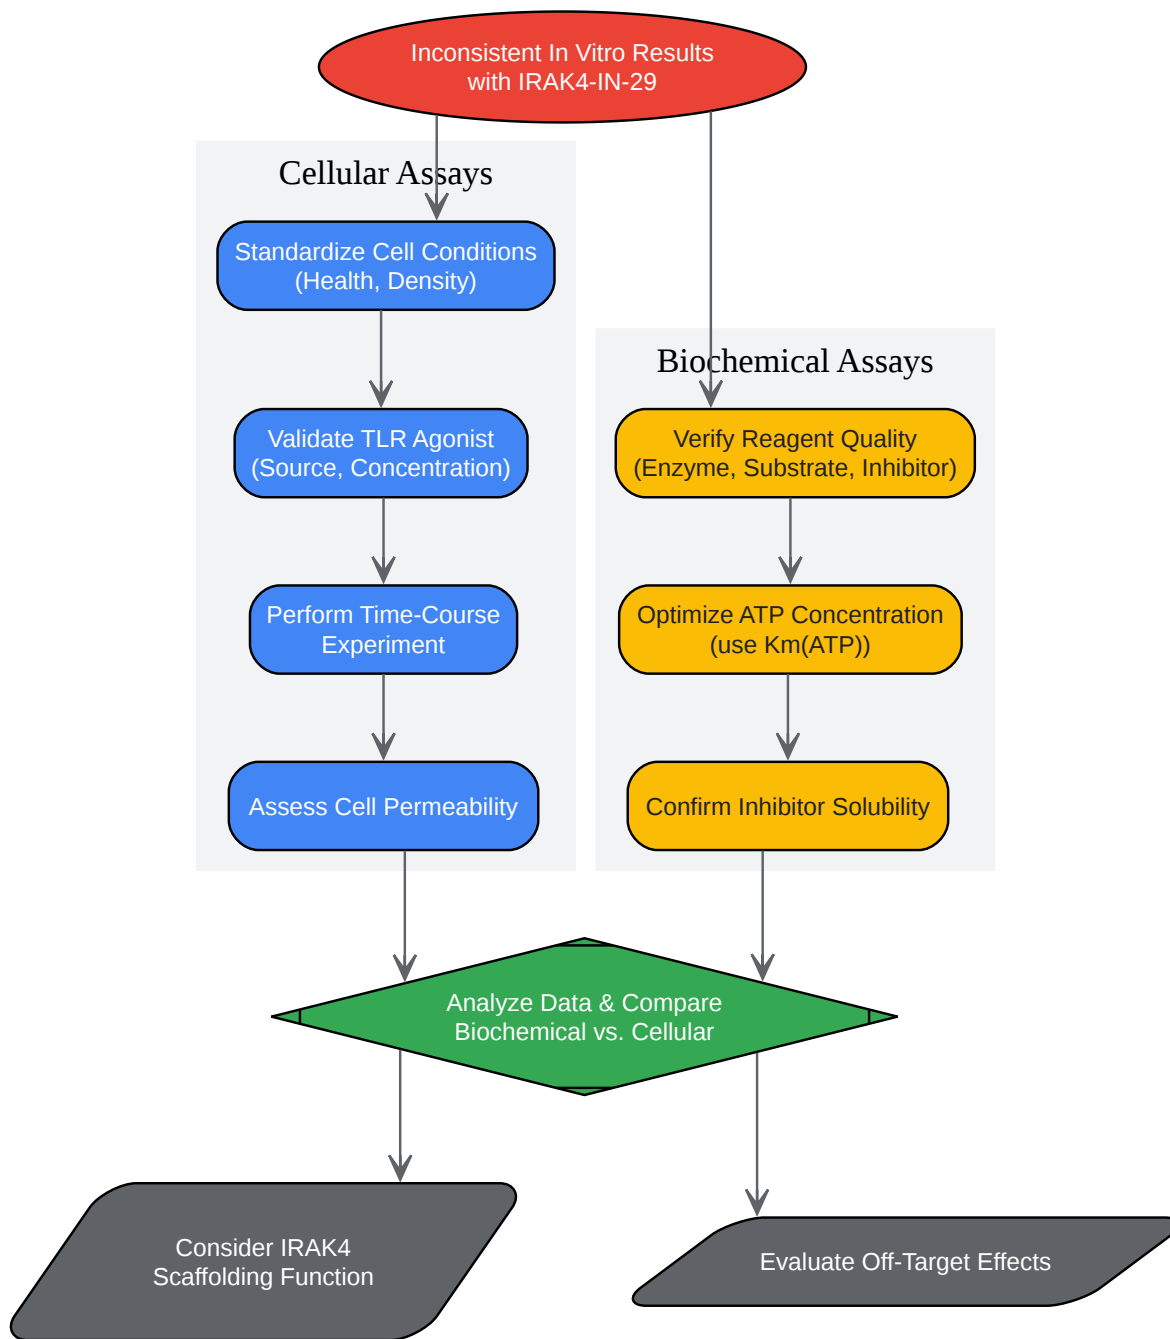 Inconsistent In Vitro Results
with IRAK4-IN-29
Cellular Assays
Standardize Cell Conditions
(Health, Density)
Validate TLR Agonist
(Source, Concentration)
Perform Time-Course
Experiment
Assess Cell Permeability
Biochemical Assays
Verify Reagent Quality
(Enzyme, Substrate, Inhibitor)
Optimize ATP Concentration
(use Km(ATP))
Confirm Inhibitor Solubility
Analyze Data & Compare
Biochemical vs. Cellular
Consider IRAK4
Scaffolding Function
Evaluate Off-Target Effects